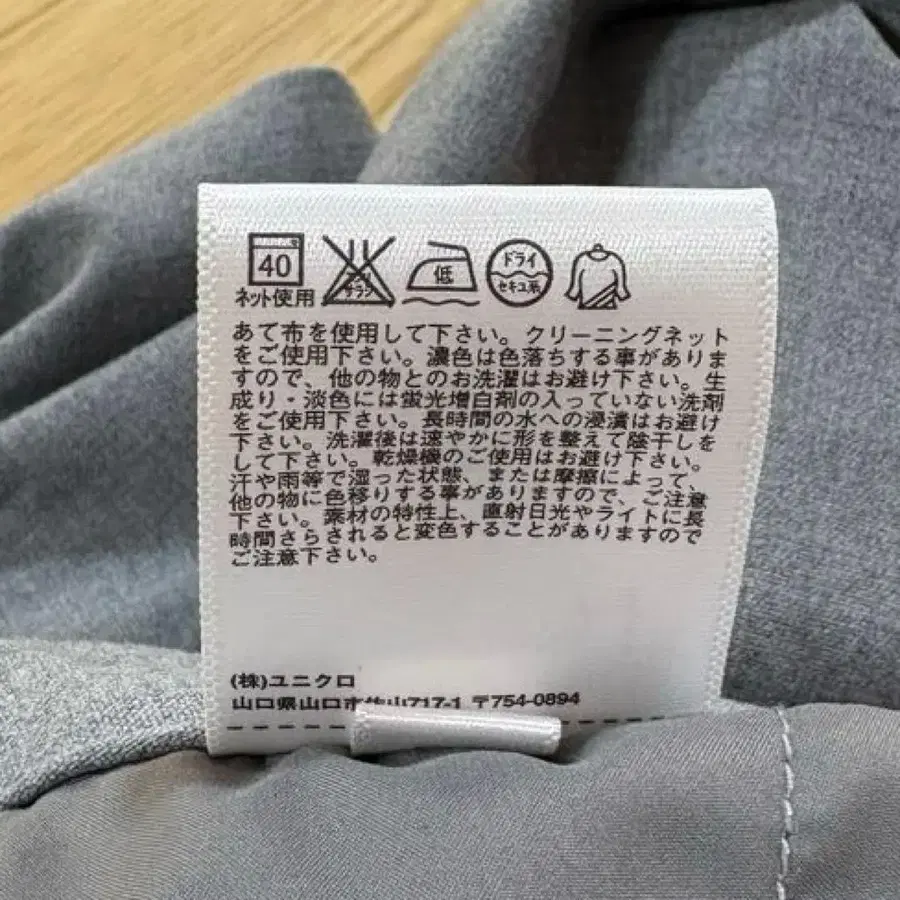 40
ネット使用
低
ドライ
セキユ系
あて布を使用して下さい。クリーニングネット
をご使用下さい。濃色は色落ちする事がありま
すので、他の物とのお洗濯はお避け下さい。生
成り・淡色には蛍光増白剤の入っていない洗剤
をご使用下さい。長時間の水への浸漬はお避け
下さい。洗濯後は速やかに形を整えて陰干しを
して下さい。乾燥機のご使用はお避け下さい。
汗や雨等で湿った状態、または摩擦によって、
他の物に色移りする事がありますので、ご注意
下さい。素材の特性上、直射日光やライトに長
時間さらされると変色することがありますので
ご注意下さい。
(株)ユニクロ
山口県山口市佐山717-1 〒754-0894